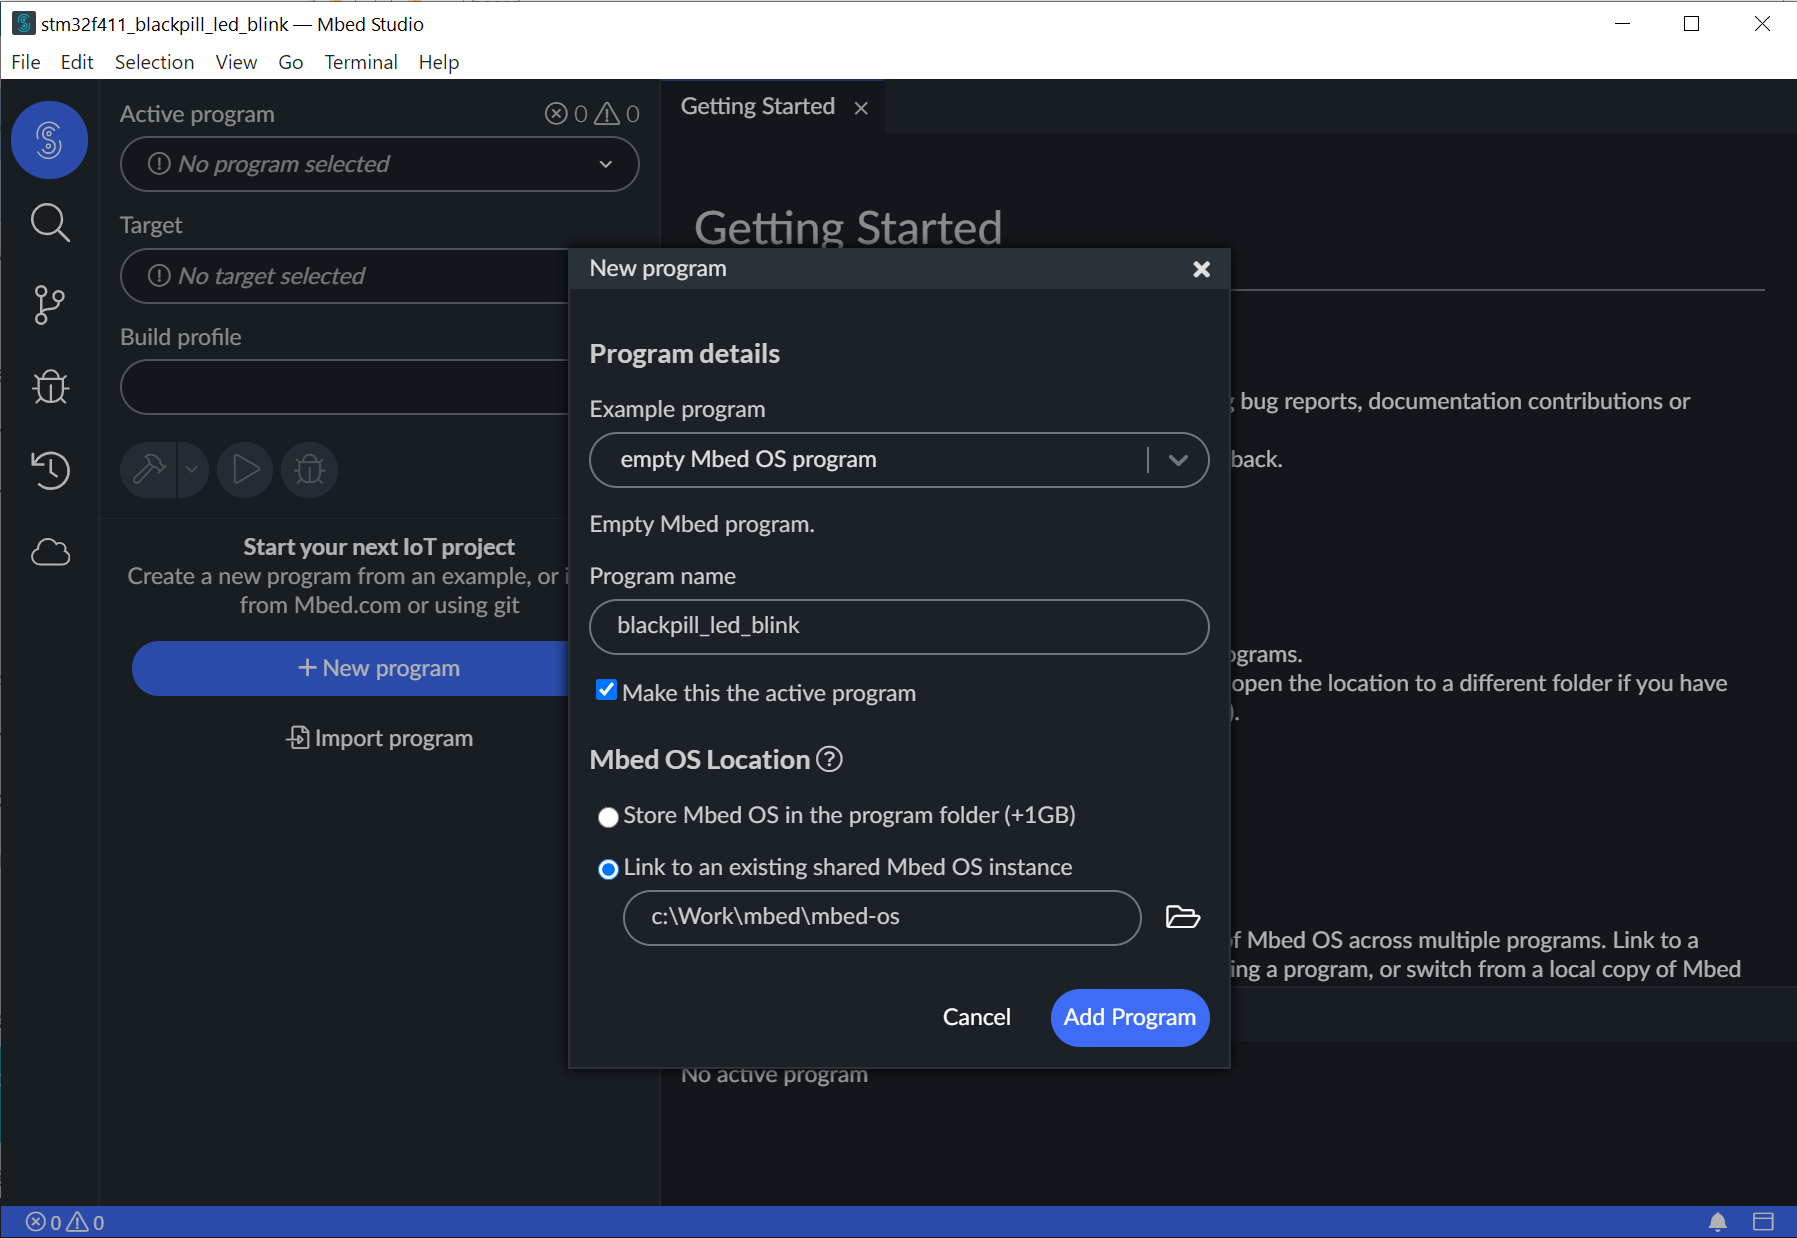 stm32f411_blackpill_led_blink — Mbed Studio
File Edit Selection View Go Terminal Help
Active program 0 0
No program selected
Target
No target selected
Build profile
Start your next IoT project
Create a new program from an example, or
from Mbed.com or using git
+ New program
Import program
Getting Started
Getting Started
bug reports, documentation contributions or
back.
ograms.
open the location to a different folder if you have
).
of Mbed OS across multiple programs. Link to a
ing a program, or switch from a local copy of Mbed
No active program
New program
Program details
Example program
empty Mbed OS program
Empty Mbed program.
Program name
blackpill_led_blink
Make this the active program
Mbed OS Location
Store Mbed OS in the program folder (+1GB)
Link to an existing shared Mbed OS instance
c:\Work\mbed\mbed-os
Cancel
Add Program
0 0